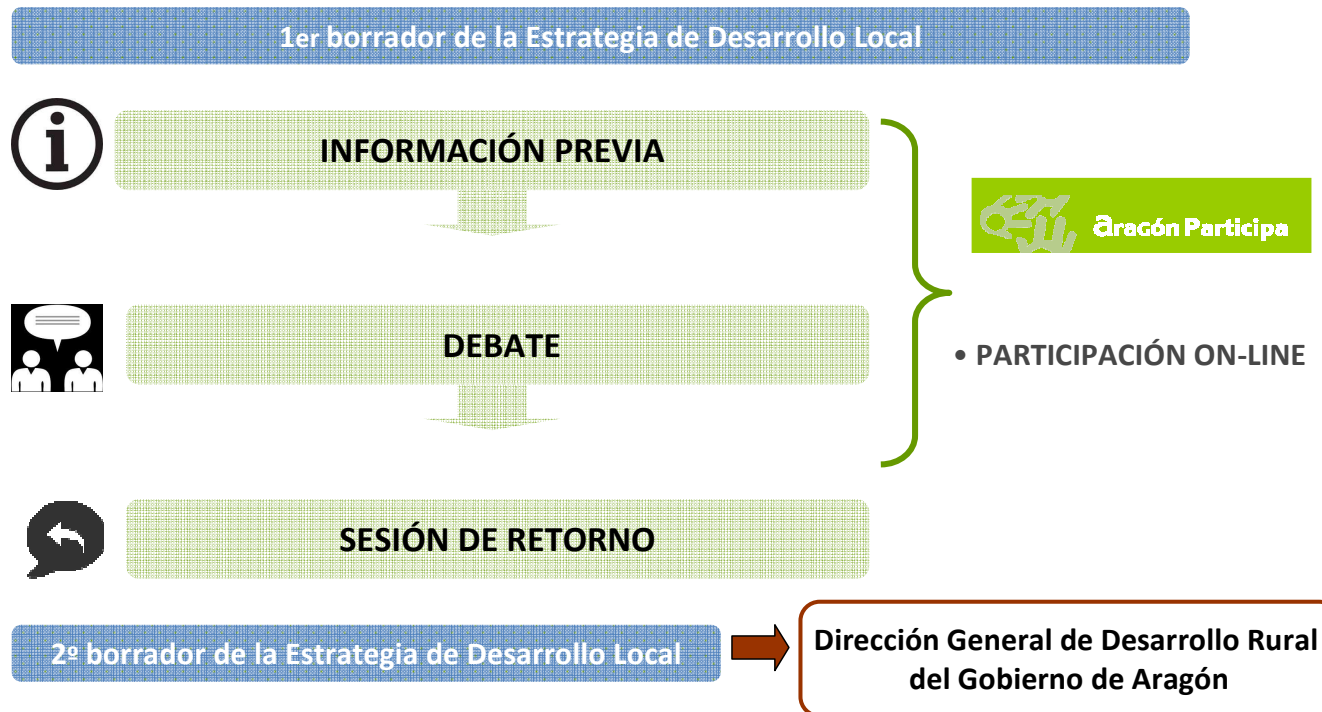 1er borrador de la Estrategia de Desarrollo Local
INFORMACIÓN PREVIA
aragón Participa
DEBATE
• PARTICIPACIÓN ON-LINE
SESIÓN DE RETORNO
2º borrador de la Estrategia de Desarrollo Local
Dirección General de Desarrollo Rural
del Gobierno de Aragón